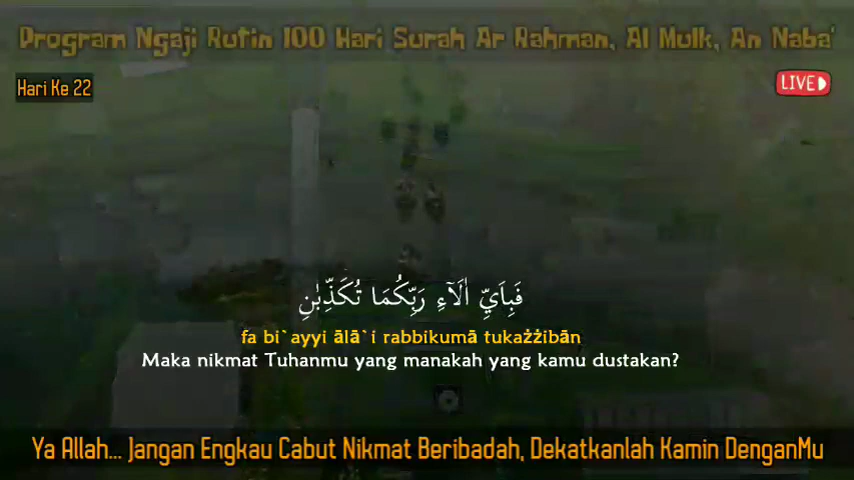 Program Ngaji Rutin 100 Hari Surah Ar Rahman, Al Mulk, An Naba'
Hari Ke 22
LIVE
فَبِاَيِّ اٰلَاۤءِ رَبِّكُمَا تُكَذِّبٰنِ
fa bi`ayyi ālā`i rabbikumā tukażżibān
Maka nikmat Tuhanmu yang manakah yang kamu dustakan?
Ya Allah... Jangan Engkau Cabut Nikmat Beribadah, Dekatkanlah Kamin DenganMu